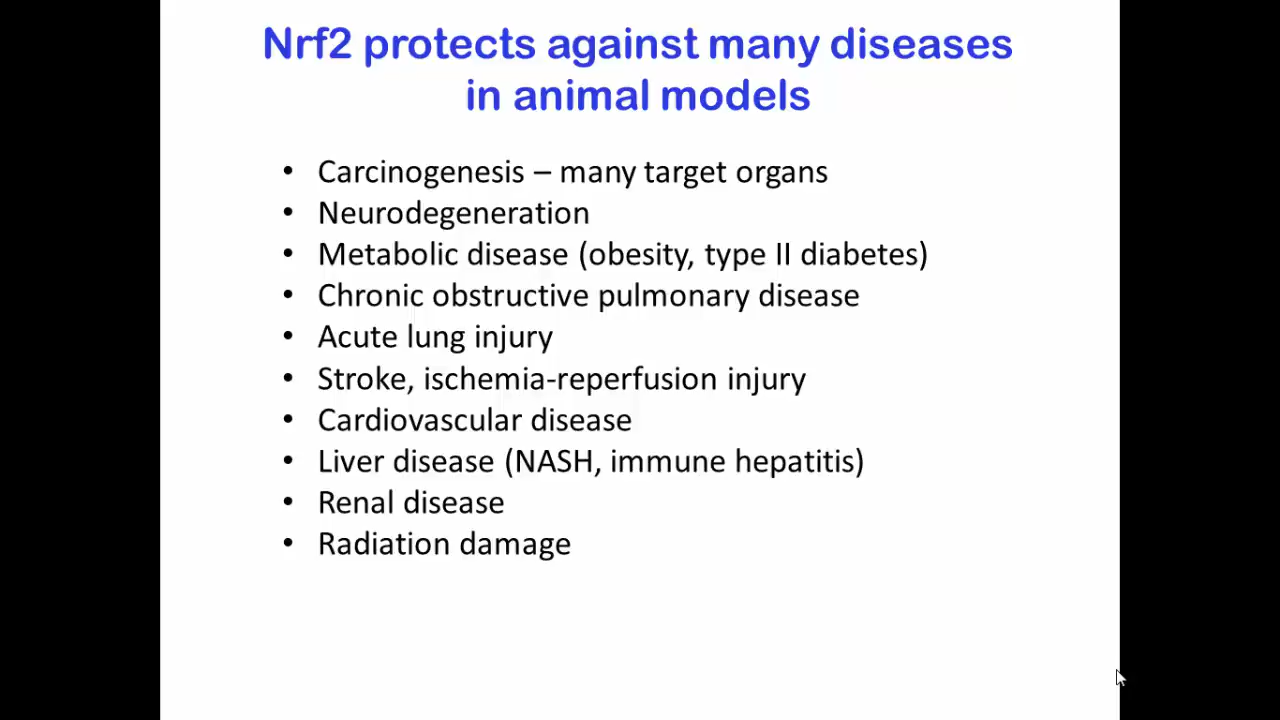 Nrf2 protects against many diseases
in animal models
• Carcinogenesis – many target organs
• Neurodegeneration
• Metabolic disease (obesity, type II diabetes)
• Chronic obstructive pulmonary disease
• Acute lung injury
• Stroke, ischemia-reperfusion injury
• Cardiovascular disease
• Liver disease (NASH, immune hepatitis)
• Renal disease
• Radiation damage